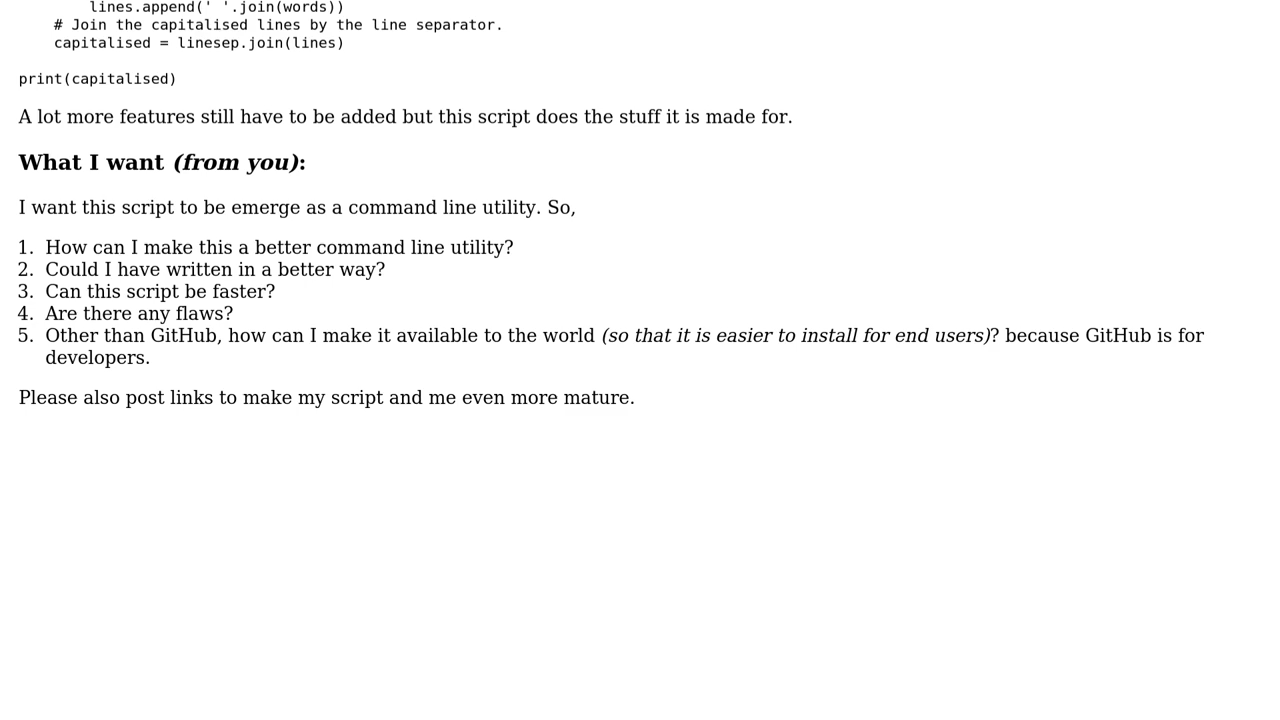 lines.append(' '.join(words))
# Join the capitalised lines by the line separator.
capitalised = linesep.join(lines)
print(capitalised)
A lot more features still have to be added but this script does the stuff it is made for.
What I want (from you):
I want this script to be emerge as a command line utility. So,
1. How can I make this a better command line utility?
2. Could I have written in a better way?
3. Can this script be faster?
4. Are there any flaws?
5. Other than GitHub, how can I make it available to the world (so that it is easier to install for end users)? because GitHub is for
developers.
Please also post links to make my script and me even more mature.